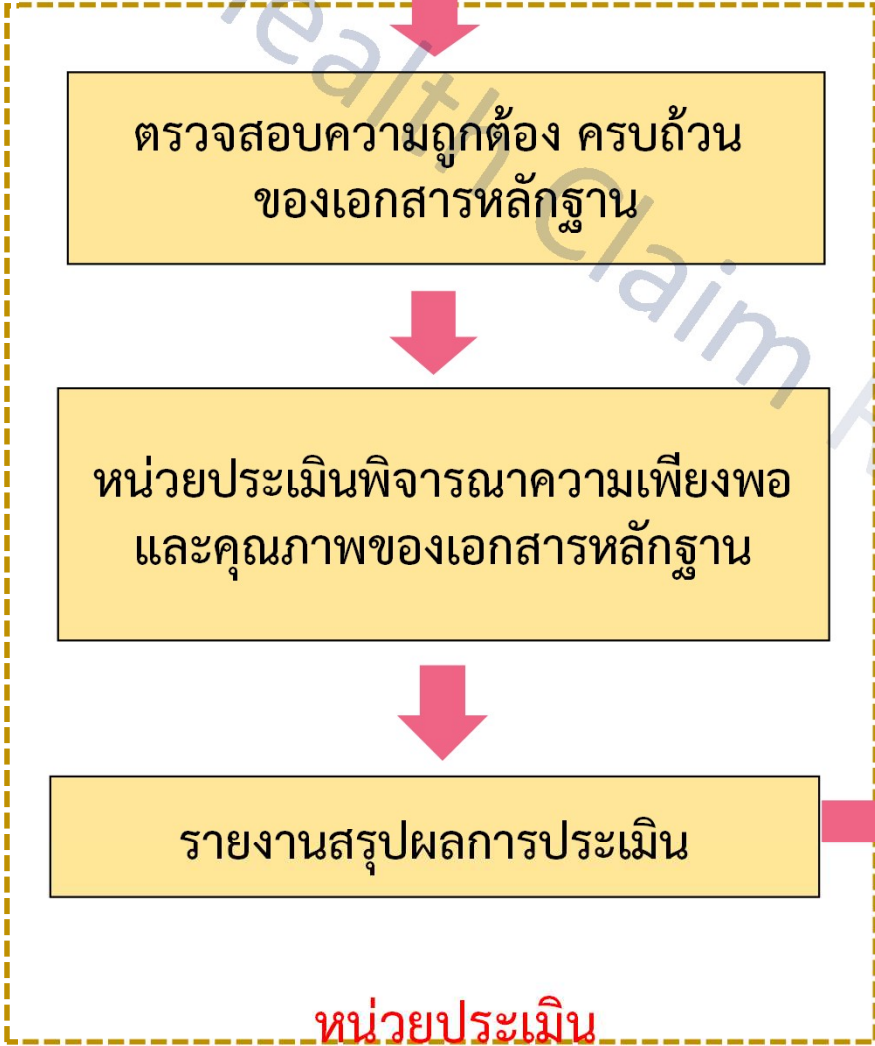 ตรวจสอบความถูกต้อง ครบถ้วน
ของเอกสารหลักฐาน
หน่วยประเมินพิจารณาความเพียงพอ
และคุณภาพของเอกสารหลักฐาน
รายงานสรุปผลการประเมิน
หน่วยประเมิน
ealth Claim